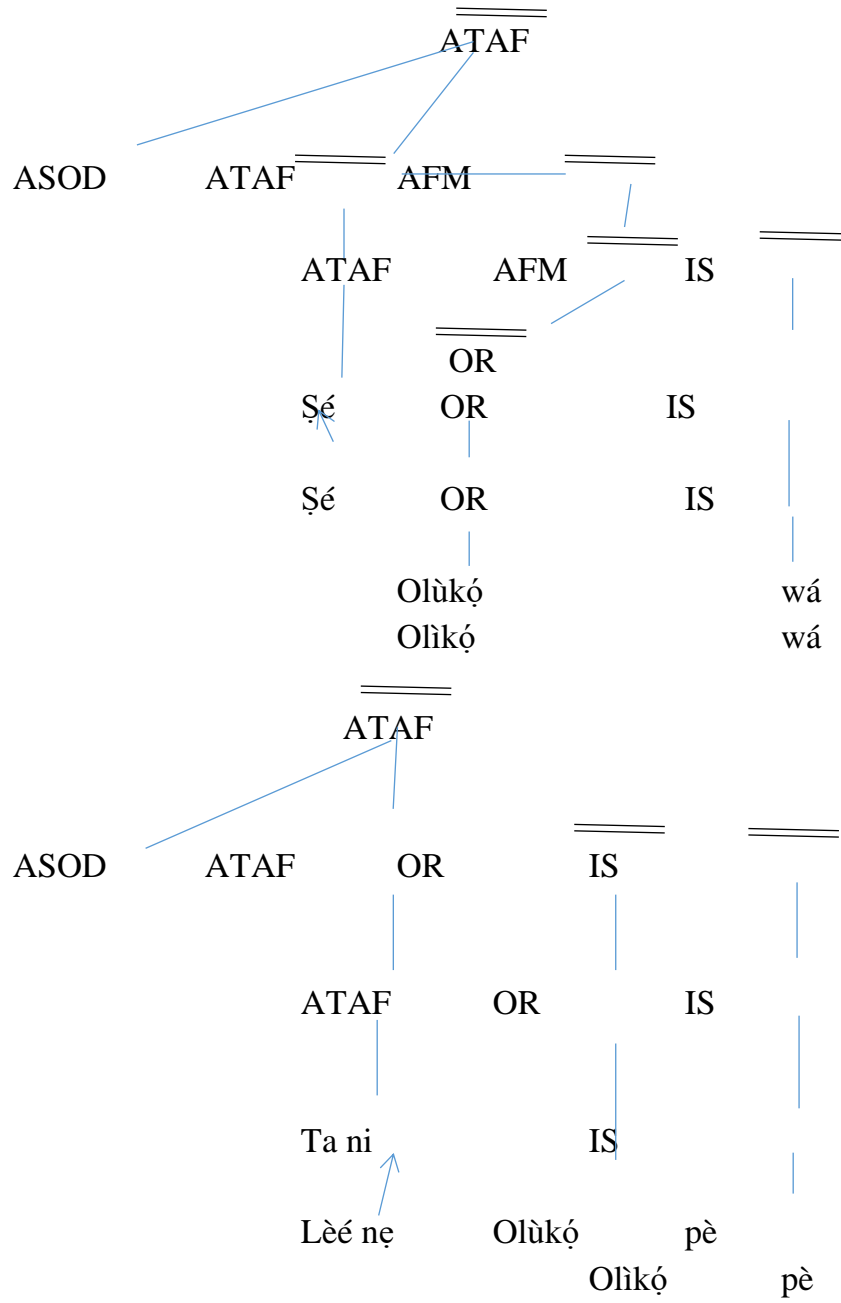 ATAF
ASOD ATAF AFM
ATAF AFM IS
OR
Ṣé OR IS
Ṣé OR IS
Olùkọ́ wá
Olìkọ́ wá
ATAF
ASOD ATAF OR IS
ATAF OR IS
Ta ni IS
Lèé nẹ Olùkọ́ pè
Olìkọ́ pè